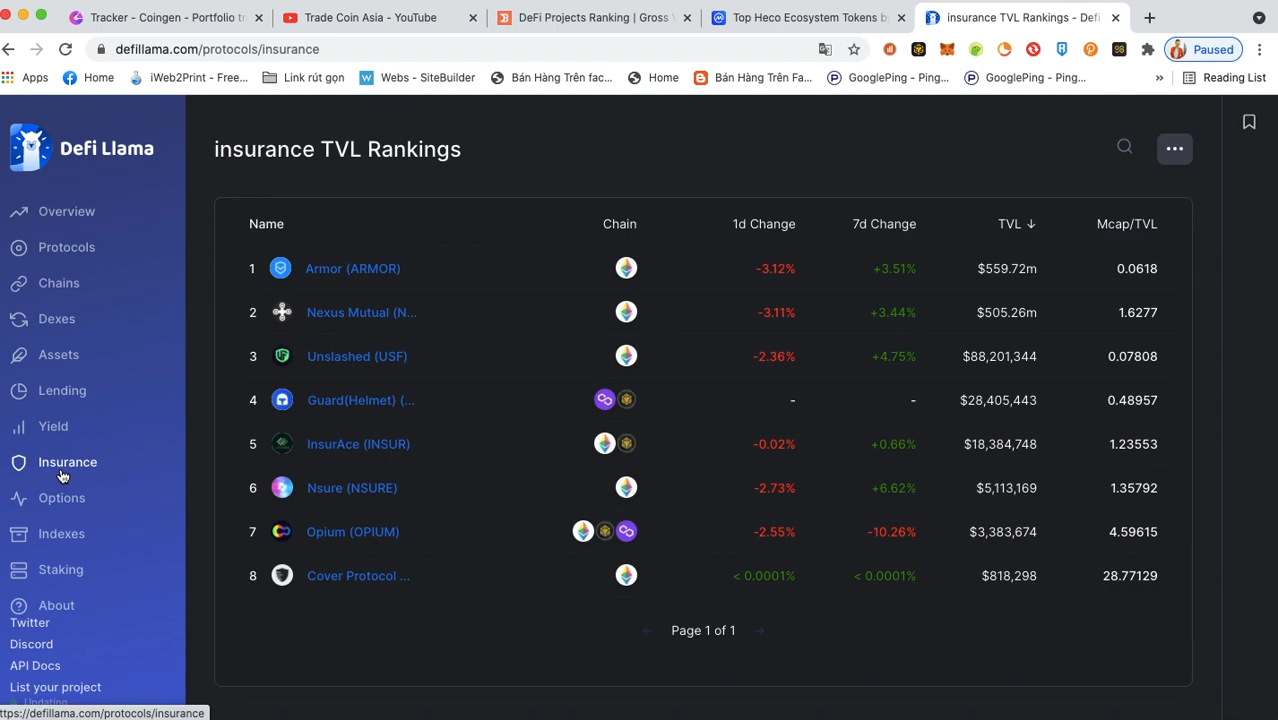 Tracker - Coingen - Portfolio tr
Trade Coin Asia - YouTube
DeFi Projects Ranking | Gross V
Top Heco Ecosystem Tokens by
insurance TVL Rankings - Defi
defillama.com/protocols/insurance
Paused
Apps
Home
iWeb2Print - Free...
Link rút gọn
Webs - SiteBuilder
Bán Hàng Trên fac...
Home
Bán Hàng Trên Fa...
GooglePing - Ping...
GooglePing - Ping...
»
Reading List
Defi Llama
Overview
Protocols
Chains
Dexes
Assets
Lending
Yield
Insurance
Options
Indexes
Staking
About
Twitter
Discord
API Docs
List your project
Updating
https://defillama.com/protocols/insurance
insurance TVL Rankings
Name Chain 1d Change 7d Change TVL ↓ Mcap/TVL
1 Armor (ARMOR) -3.12% +3.51% $559.72m 0.0618
2 Nexus Mutual (N... -3.11% +3.44% $505.26m 1.6277
3 Unslashed (USF) -2.36% +4.75% $88,201,344 0.07808
4 Guard(Helmet) (... - - $28,405,443 0.48957
5 InsurAce (INSUR) -0.02% +0.66% $18,384,748 1.23553
6 Nsure (NSURE) -2.73% +6.62% $5,113,169 1.35792
7 Opium (OPIUM) -2.55% -10.26% $3,383,674 4.59615
8 Cover Protocol ... < 0.0001% < 0.0001% $818,298 28.77129
← Page 1 of 1 →